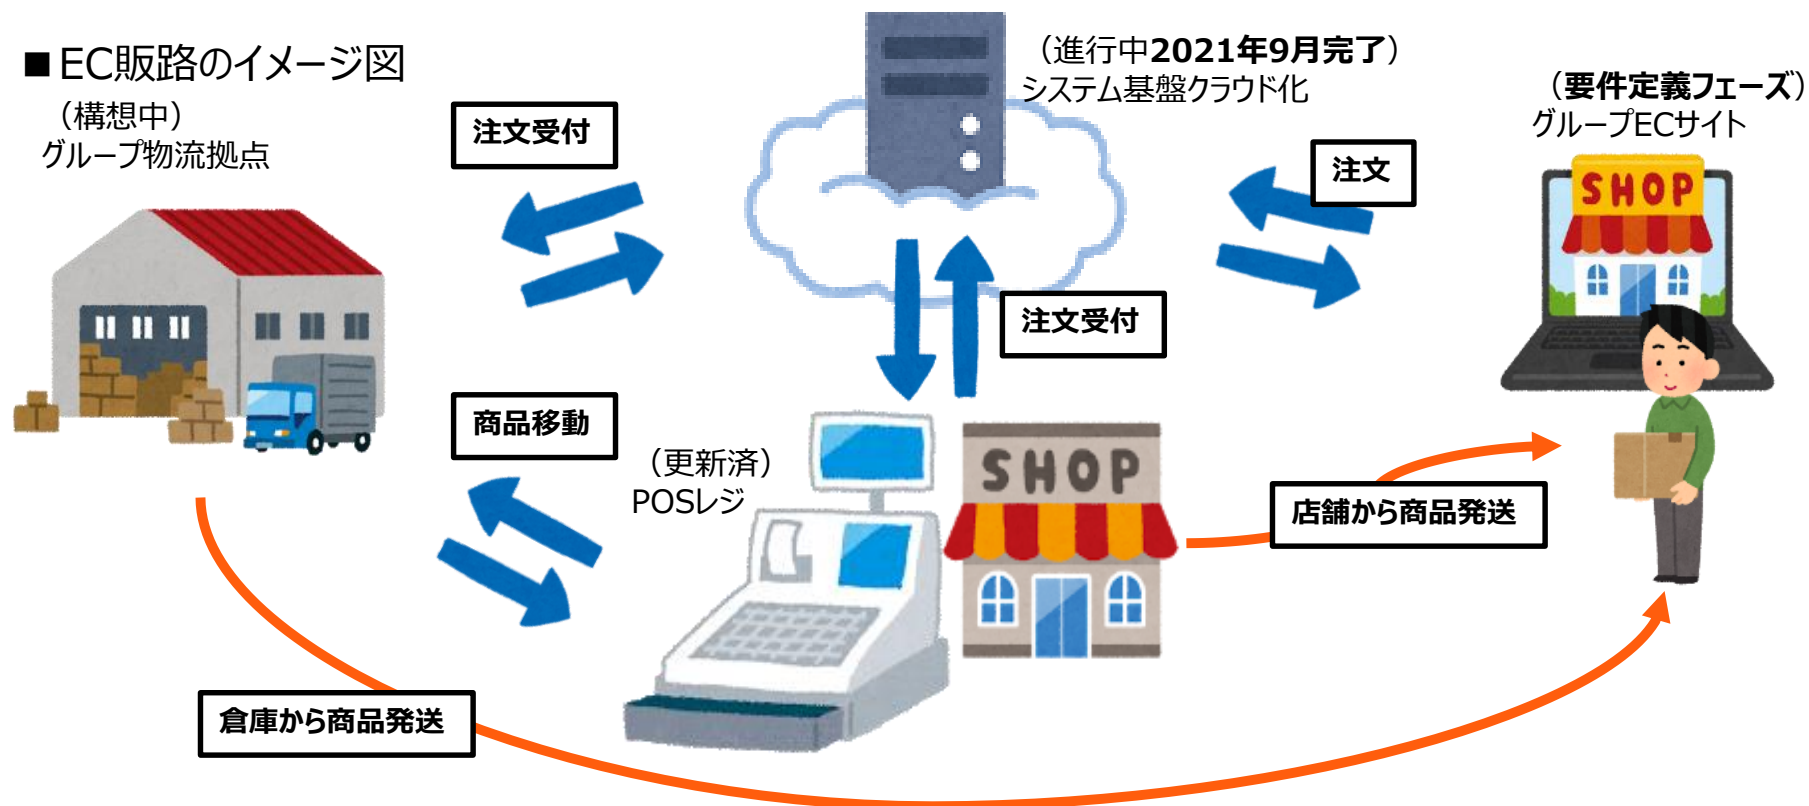 ■EC販路のイメージ図
（構想中）
グループ物流拠点
注文受付
（進行中2021年9月完了）
システム基盤クラウド化
（要件定義フェーズ）
グループECサイト
注文
SHOP
注文受付
商品移動
（更新済）
POSレジ
SHOP
店舗から商品発送
倉庫から商品発送